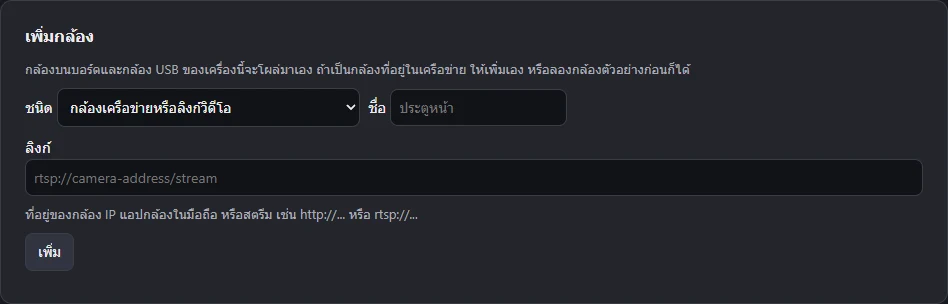 เพิ่มกล้อง
กล้องบนบอร์ดและกล้อง USB ของเครื่องนี้จะโผล่มาเอง ถ้าเป็นกล้องที่อยู่ในเครือข่าย ให้เพิ่มเอง หรือลองกล้องตัวอย่างก่อนก็ได้
ชนิด กล้องเครือข่ายหรือลิงก์วิดีโอ ชื่อ ประตูหน้า
ลิงก์
rtsp://camera-address/stream
ที่อยู่ของกล้อง IP แอปกล้องในมือถือ หรือสตรีม เช่น http://... หรือ rtsp://...
เพิ่ม